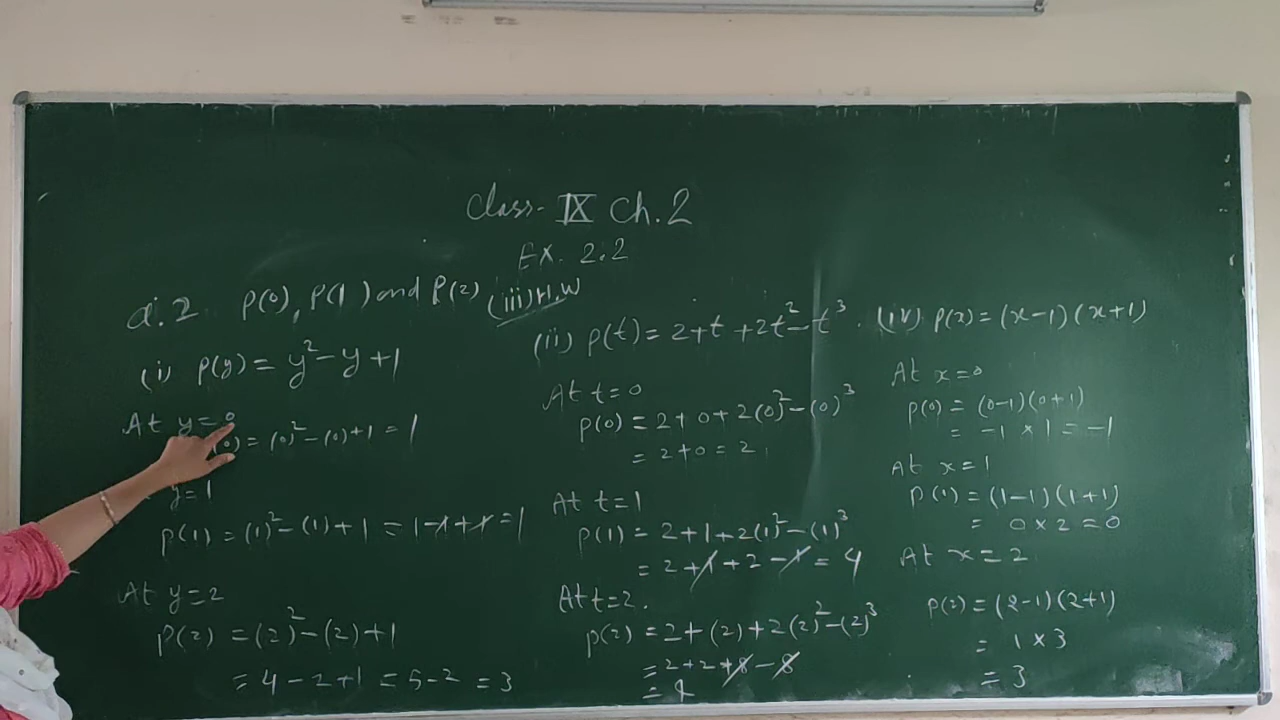 Class- IX Ch.2
Ex. 2.2
Q.2 P(0), P(1) and P(2) (iii) H.W
(i) P(y) = y² - y + 1
At y=0
(0) = (0)² - (0) + 1 = 1
y=1
P(1) = (1)² - (1) + 1 = 1 - 1 + 1 = 1
At y=2
P(2) = (2)² - (2) + 1
= 4 - 2 + 1 = 5 - 2 = 3
(ii) P(t) = 2 + t + 2t² - t³.
At t=0
P(0) = 2 + 0 + 2(0)² - (0)³
= 2 + 0 = 2
At t=1
P(1) = 2 + 1 + 2(1)² - (1)³
= 2 + 1 + 2 - 1 = 4
At t=2.
P(2) = 2 + (2) + 2(2)² - (2)³
= 2 + 2 + 8 - 8
=
(iv) P(x) = (x-1)(x+1)
At x=0
P(0) = (0-1)(0+1)
= -1 × 1 = -1
At x=1
P(1) = (1-1)(1+1)
= 0 × 2 = 0
At x=2
P(2) = (2-1)(2+1)
= 1 × 3
= 3